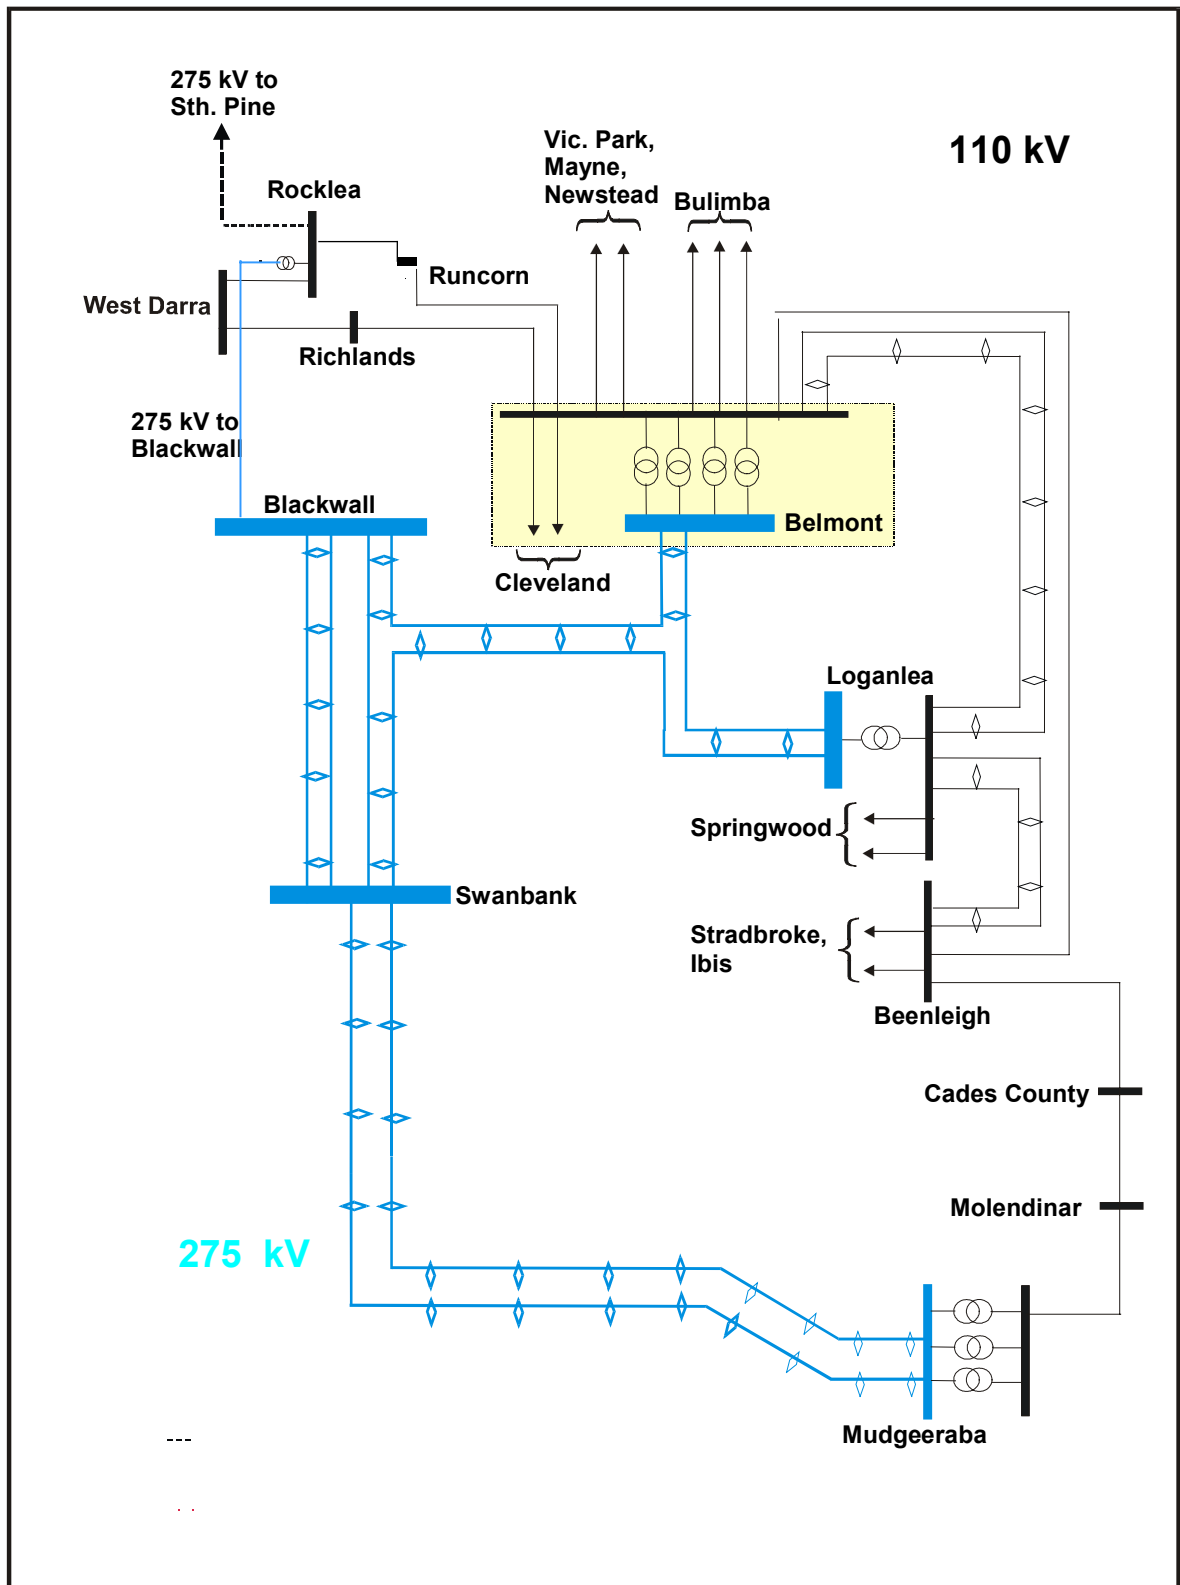 275 kV to
Sth. Pine
Vic. Park,
Mayne,
Newstead
110 kV
Rocklea
Bulimba
Runcorn
West Darra
Richlands
275 kV to
Blackwall
Blackwall
Belmont
Cleveland
Loganlea
Springwood
Swanbank
Stradbroke,
Ibis
Beenleigh
Cades County
Molendinar
275 kV
Mudgeeraba